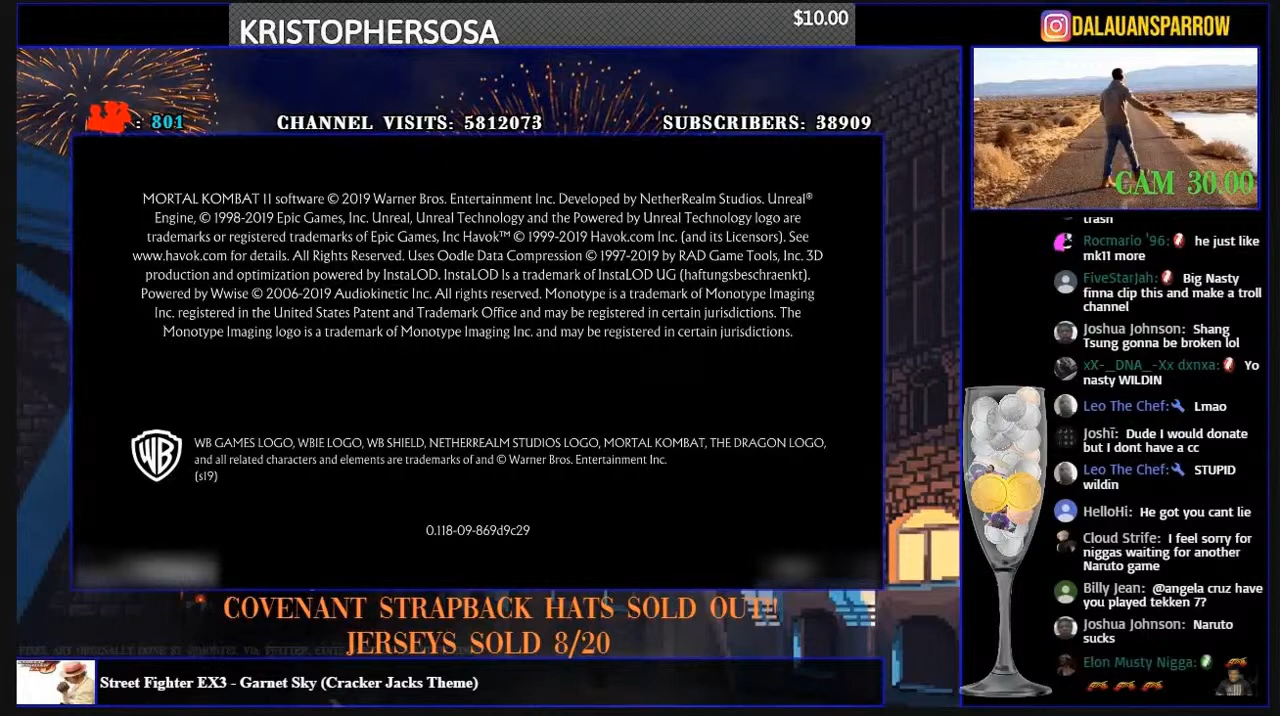 KRISTOPHERSOSA
$10.00
DALAUANSPARROW
: 801
CHANNEL VISITS: 5812073
SUBSCRIBERS: 38909
MORTAL KOMBAT 11 software © 2019 Warner Bros. Entertainment Inc. Developed by NetherRealm Studios. Unreal®
Engine, © 1998-2019 Epic Games, Inc. Unreal, Unreal Technology and the Powered by Unreal Technology logo are
trademarks or registered trademarks of Epic Games, Inc Havok™ © 1999-2019 Havok.com Inc. (and its Licensors). See
www.havok.com for details. All Rights Reserved. Uses Oodle Data Compression © 1997-2019 by RAD Game Tools, Inc. 3D
production and optimization powered by InstaLOD. InstaLOD Is a trademark of InstaLOD UG (haftungsbeschraenkt).
Powered by Wwise © 2006-2019 Audiokinetic Inc. All rights reserved. Monotype is a trademark of Monotype Imaging
Inc. registered in the United States Patent and Trademark Office and may be registered in certain jurisdictions. The
Monotype Imaging logo is a trademark of Monotype Imaging Inc. and may be registered in certain jurisdictions.
WB
WB GAMES LOGO, WBIE LOGO, WB SHIELD, NETHERREALM STUDIOS LOGO, MORTAL KOMBAT, THE DRAGON LOGO,
and all related characters and elements are trademarks of and © Warner Bros. Entertainment Inc.
(s19)
0.118-09-869d9c29
COVENANT STRAPBACK HATS SOLD OUT!!
JERSEYS SOLD 8/20
Street Fighter EX3 - Garnet Sky (Cracker Jacks Theme)
CAM 30.00
trash
Rocmario '96: he just like
mk11 more
FiveStarJah: Big Nasty
finna clip this and make a troll
channel
Joshua Johnson: Shang
Tsung gonna be broken lol
xX-_DNA_-Xx dxnxa: Yo
nasty WILDIN
Leo The Chef: Lmao
Joshī: Dude I would donate
but I dont have a cc
Leo The Chef: STUPID
wildin
HelloHi: He got you cant lie
Cloud Strife: I feel sorry for
niggas waiting for another
Naruto game
Billy Jean: @angela cruz have
you played tekken 7??
Joshua Johnson: Naruto
sucks
Elon Musty Nigga: